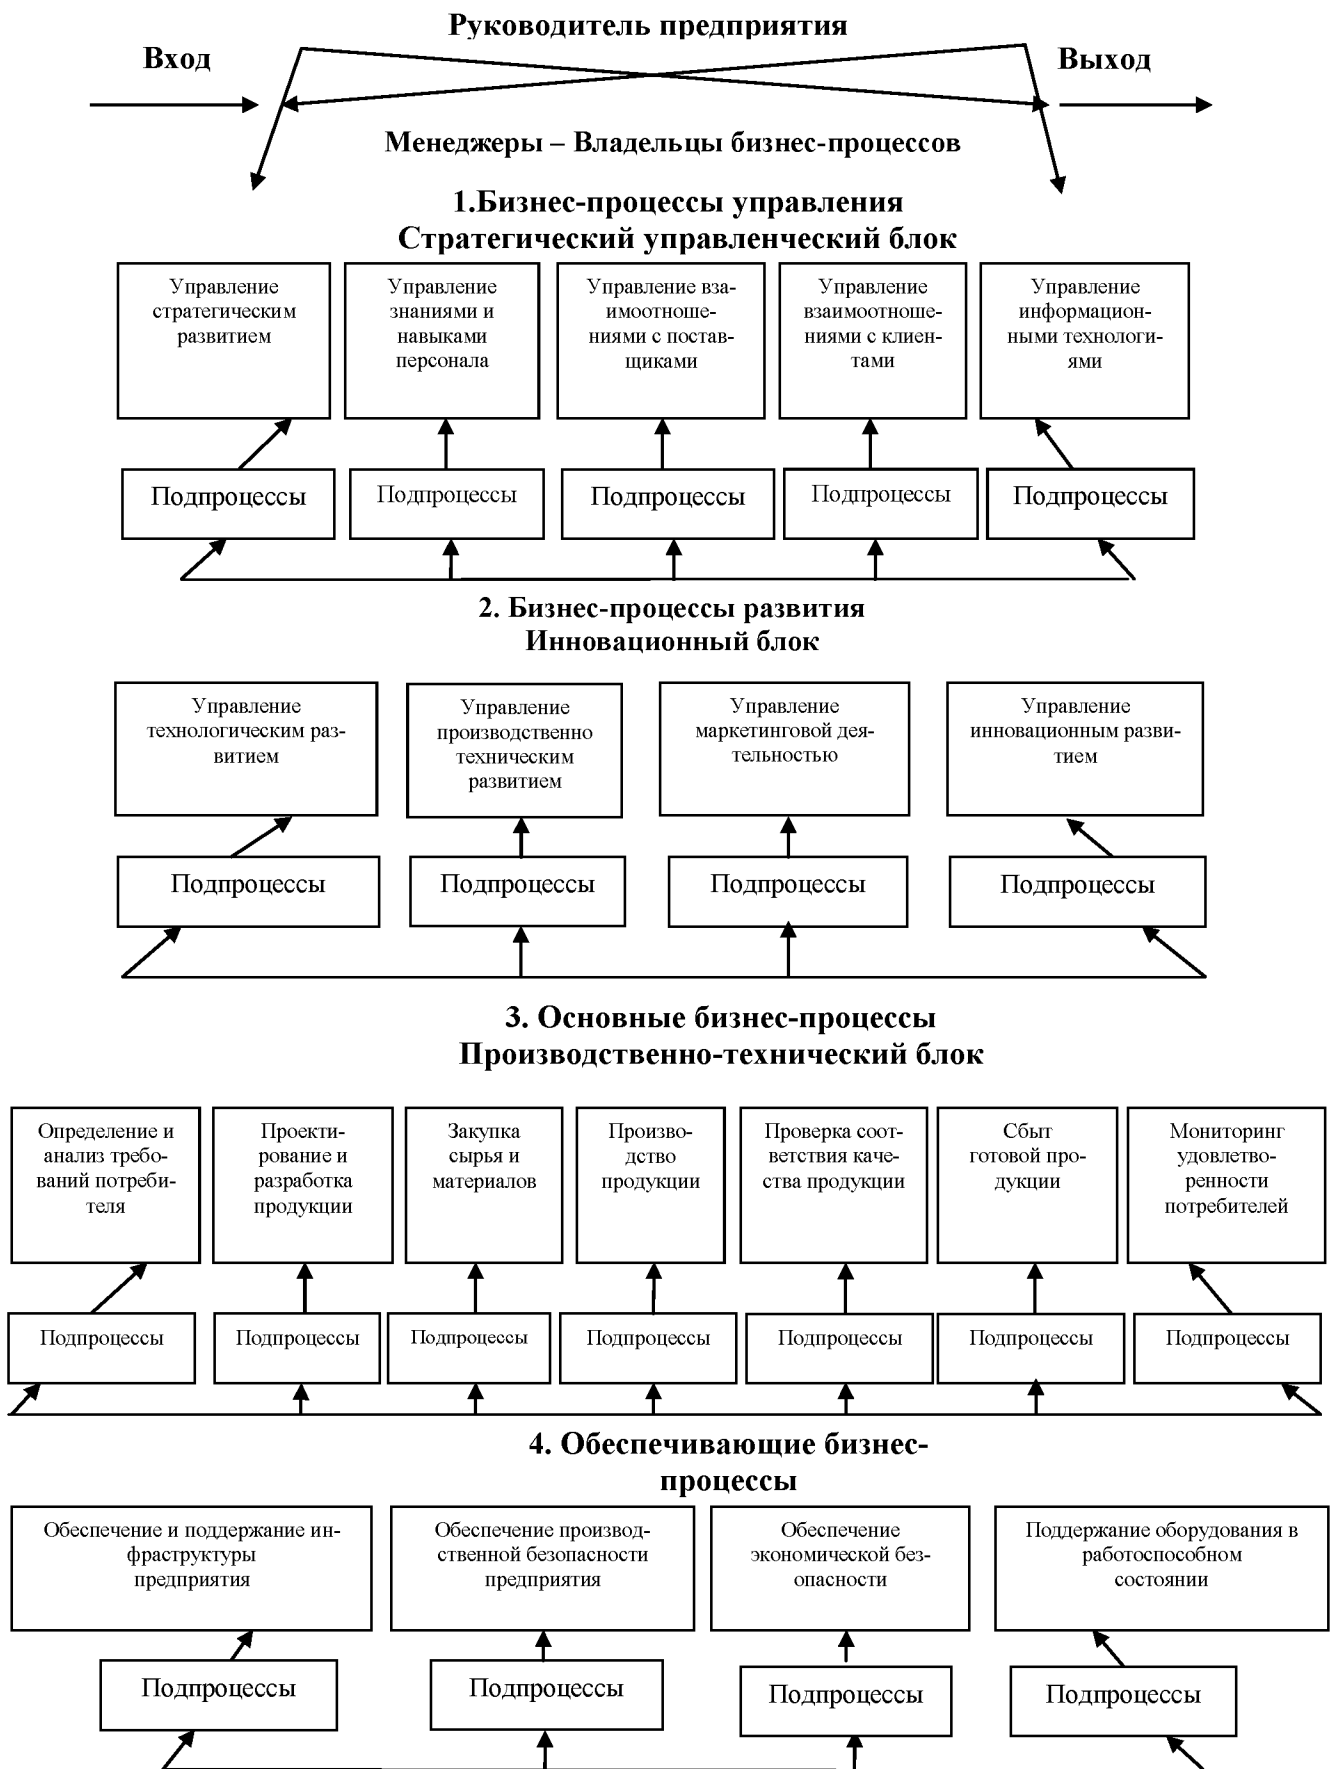 Руководитель предприятия
Вход
Выход
Менеджеры – Владельцы бизнес-процессов
1.Бизнес-процессы управления
Стратегический управленческий блок
Управление
стратегическим
развитием
Управление
знаниями и
навыками
персонала
Управление вза-
имоотноше-
ниями с постав-
щиками
Управление
взаимоотноше-
ниями с клиен-
тами
Управление
информацион-
ными технологи-
ями
Подпроцессы
Подпроцессы
Подпроцессы
Подпроцессы
Подпроцессы
2. Бизнес-процессы развития
Инновационный блок
Управление
технологическим раз-
витием
Управление
производственно
техническим
развитием
Управление
маркетинговой дея-
тельностью
Управление
инновационным разви-
тием
Подпроцессы
Подпроцессы
Подпроцессы
Подпроцессы
3. Основные бизнес-процессы
Производственно-технический блок
Определение и
анализ требо-
ваний потреби-
теля
Проекти-
рование и
разработка
продукции
Закупка
сырья и
материалов
Произво-
дство
продукции
Проверка соот-
ветствия каче-
ства продукции
Сбыт
готовой про-
дукции
Мониторинг
удовлетво-
ренности
потребителей
Подпроцессы
Подпроцессы
Подпроцессы
Подпроцессы
Подпроцессы
Подпроцессы
Подпроцессы
4. Обеспечивающие бизнес-
процессы
Обеспечение и поддержание ин-
фраструктуры
предприятия
Обеспечение производ-
ственной безопасности
предприятия
Обеспечение
экономической без-
опасности
Поддержание оборудования в
работоспособном
состоянии
Подпроцессы
Подпроцессы
Подпроцессы
Подпроцессы